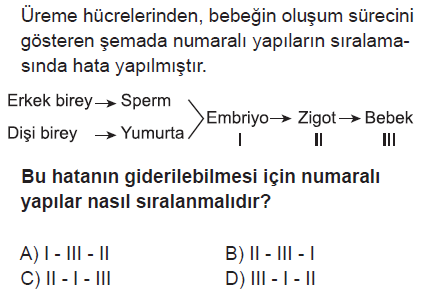 Üreme hücrelerinden, bebeğin oluşum sürecini
gösteren şemada numaralı yapıların sıralama-
sında hata yapılmıştır.
Erkek birey → Sperm
Embriyo → Zigot → Bebek
Dişi birey → Yumurta
I II III
Bu hatanın giderilebilmesi için numaralı
yapılar nasıl sıralanmalıdır?
A) I - III - II B) II - III - I
C) II - I - III D) III - I - II